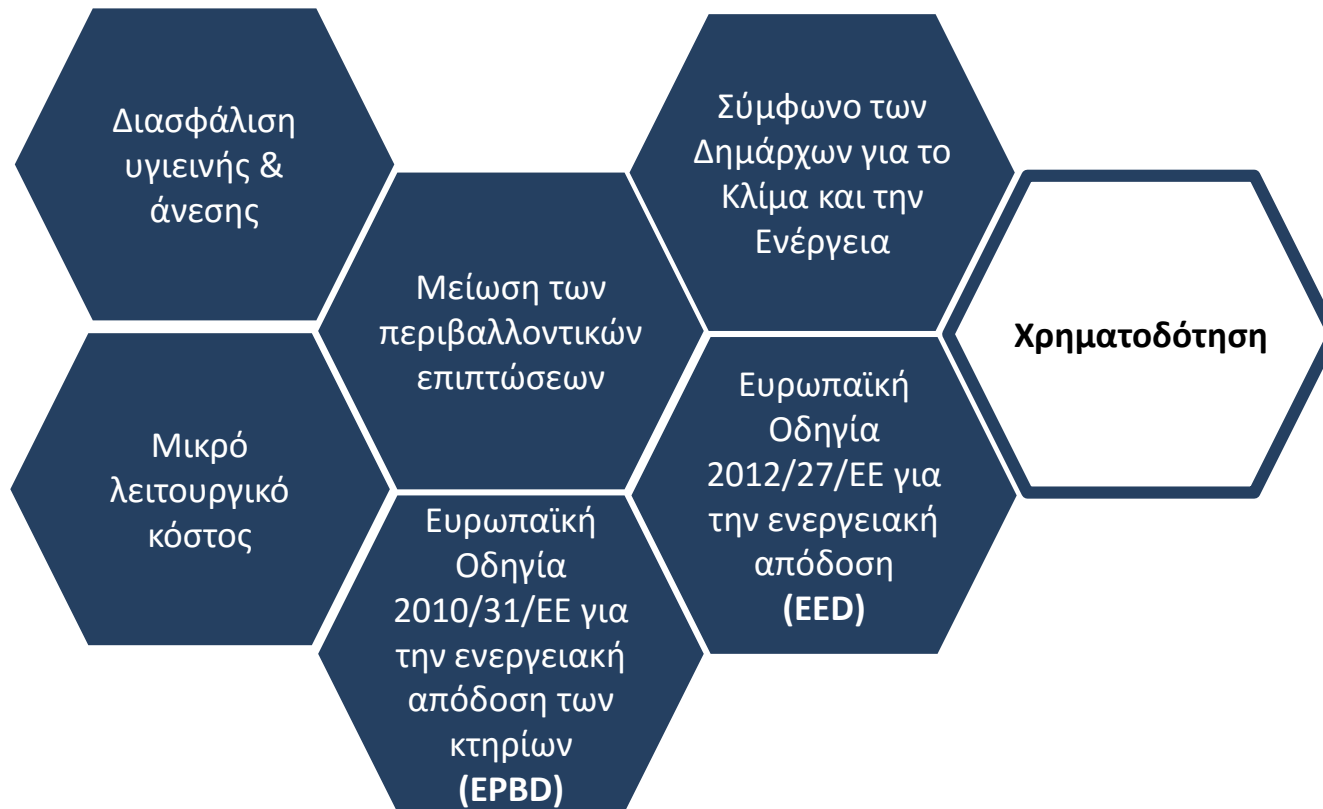 Διασφάλιση
υγιεινής &
άνεσης
Μικρό
λειτουργικό
κόστος
Μείωση των
περιβαλλοντικών
επιπτώσεων
Ευρωπαϊκή
Οδηγία
2010/31/ΕΕ για
την ενεργειακή
απόδοση των
κτηρίων
(EPBD)
Σύμφωνο των
Δημάρχων για το
Κλίμα και την
Ενέργεια
Ευρωπαϊκή
Οδηγία
2012/27/ΕΕ για
την ενεργειακή
απόδοση
(EED)
Χρηματοδότηση